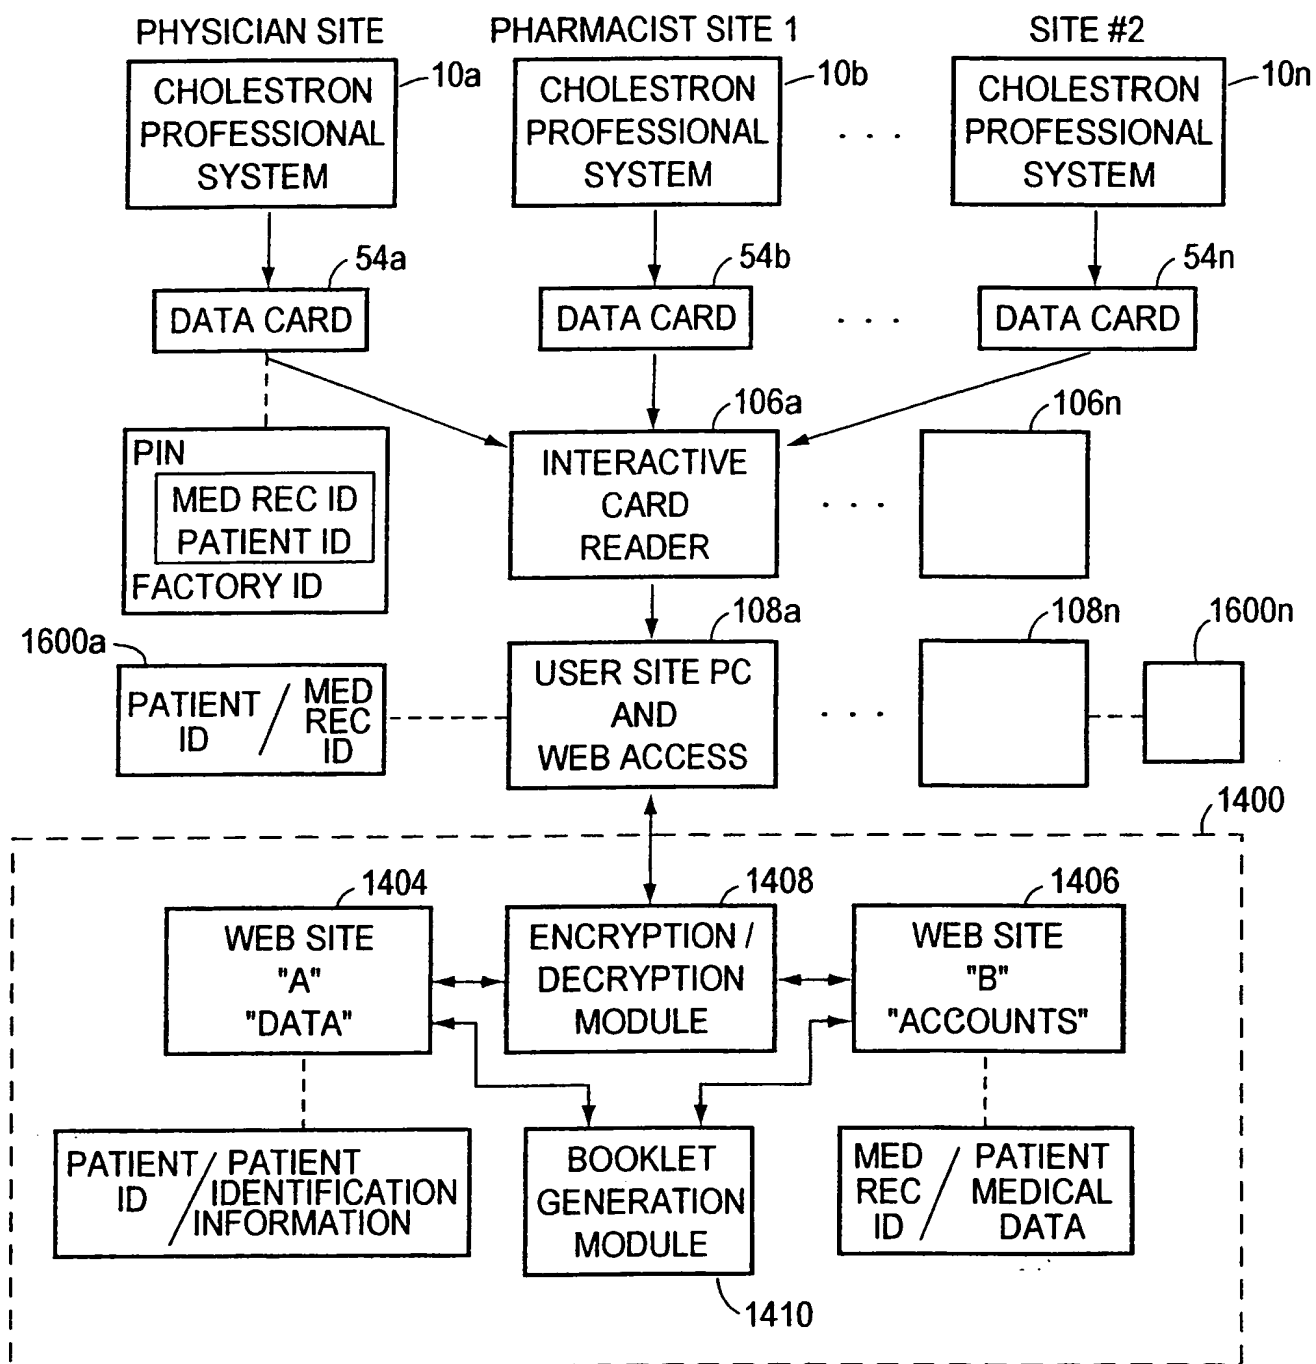 PHYSICIAN SITE
PHARMACIST SITE 1
SITE #2
CHOLESTRON
PROFESSIONAL
SYSTEM
10a
CHOLESTRON
PROFESSIONAL
SYSTEM
10b
. . .
CHOLESTRON
PROFESSIONAL
SYSTEM
10n
54a
DATA CARD
54b
DATA CARD
. . .
54n
DATA CARD
PIN
MED REC ID
PATIENT ID
FACTORY ID
106a
INTERACTIVE
CARD
READER
. . .
106n
1600a
PATIENT
ID
/
MED
REC
ID
108a
USER SITE PC
AND
WEB ACCESS
. . .
108n
1600n
1400
1404
WEB SITE
"A"
"DATA"
1408
ENCRYPTION /
DECRYPTION
MODULE
1406
WEB SITE
"B"
"ACCOUNTS"
PATIENT
ID
/
PATIENT
IDENTIFICATION
INFORMATION
BOOKLET
GENERATION
MODULE
1410
MED
REC
ID
/
PATIENT
MEDICAL
DATA